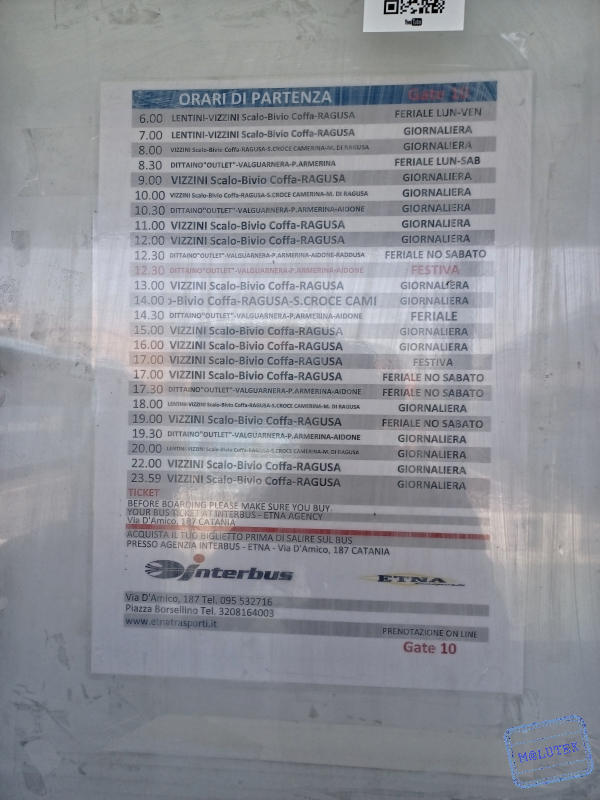 You Tube
ORARI DI PARTENZA Gate
6.00 LENTINI-VIZZINI Scalo-Bivio Coffa-RAGUSA FERIALE LUN-VEN
7.00 LENTINI-VIZZINI Scalo-Bivio Coffa-RAGUSA GIORNALIERA
8.00 VIZZINI Scalo-Bivio Coffa-RAGUSA-S.CROCE CAMERINA-M. DI RAGUSA GIORNALIERA
8.30 DITTAINO"OUTLET"-VALGUARNERA-P.ARMERINA FERIALE LUN-SAB
9.00 VIZZINI Scalo-Bivio Coffa-RAGUSA GIORNALIERA
10.00 VIZZINI Scalo-Bivio Coffa-RAGUSA-S.CROCE CAMERINA-M. DI RAGUSA GIORNALIERA
10.30 DITTAINO"OUTLET"-VALGUARNERA-P.ARMERINA-AIDONE GIORNALIERA
11.00 VIZZINI Scalo-Bivio Coffa-RAGUSA GIORNALIERA
12.00 VIZZINI Scalo-Bivio Coffa-RAGUSA GIORNALIERA
12.30 DITTAINO"OUTLET"-VALGUARNERA-P.ARMERINA-AIDONE-RADDUSA FERIALE NO SABATO
12.30 DITTAINO"OUTLET"-VALGUARNERA-P.ARMERINA-AIDONE FESTIVA
13.00 VIZZINI Scalo-Bivio Coffa-RAGUSA GIORNALIERA
14.00 -Bivio Coffa-RAGUSA-S.CROCE CAMI GIORNALIERA
14.30 DITTAINO"OUTLET"-VALGUARNERA-P.ARMERINA-AIDONE FERIALE
15.00 VIZZINI Scalo-Bivio Coffa-RAGUSA GIORNALIERA
16.00 VIZZINI Scalo-Bivio Coffa-RAGUSA GIORNALIERA
17.00 VIZZINI Scalo-Bivio Coffa-RAGUSA FESTIVA
17.00 VIZZINI Scalo-Bivio Coffa-RAGUSA FERIALE NO SABATO
17.30 DITTAINO"OUTLET"-VALGUARNERA-P.ARMERINA-AIDONE FERIALE NO SABATO
18.00 LENTINI-VIZZINI Scalo-Bivio Coffa-RAGUSA-S.CROCE CAMERINA-M. DI RAGUSA GIORNALIERA
19.00 VIZZINI Scalo-Bivio Coffa-RAGUSA FERIALE NO SABATO
19.30 DITTAINO"OUTLET"-VALGUARNERA-P.ARMERINA-AIDONE GIORNALIERA
20.00 LENTINI-VIZZINI Scalo-Bivio Coffa-RAGUSA-S.CROCE CAMERINA-M. DI RAGUSA GIORNALIERA
22.00 VIZZINI Scalo-Bivio Coffa-RAGUSA GIORNALIERA
23.59 VIZZINI Scalo-Bivio Coffa-RAGUSA GIORNALIERA
TICKET
BEFORE BOARDING PLEASE MAKE SURE YOU BUY
YOUR BUS TICKET AT INTERBUS - ETNA AGENCY
Via D'Amico, 187 CATANIA
ACQUISTA IL TUO BIGLIETTO PRIMA DI SALIRE SUL BUS
PRESSO AGENZIA INTERBUS - ETNA - Via D'Amico, 187 CATANIA
interbus ETNA
Via D'Amico, 187 Tel. 095 532716
Piazza Borsellino Tel. 3208164003
www.etnatrasporti.it
PRENOTAZIONE ON LINE
Gate 10
M@LUTEK